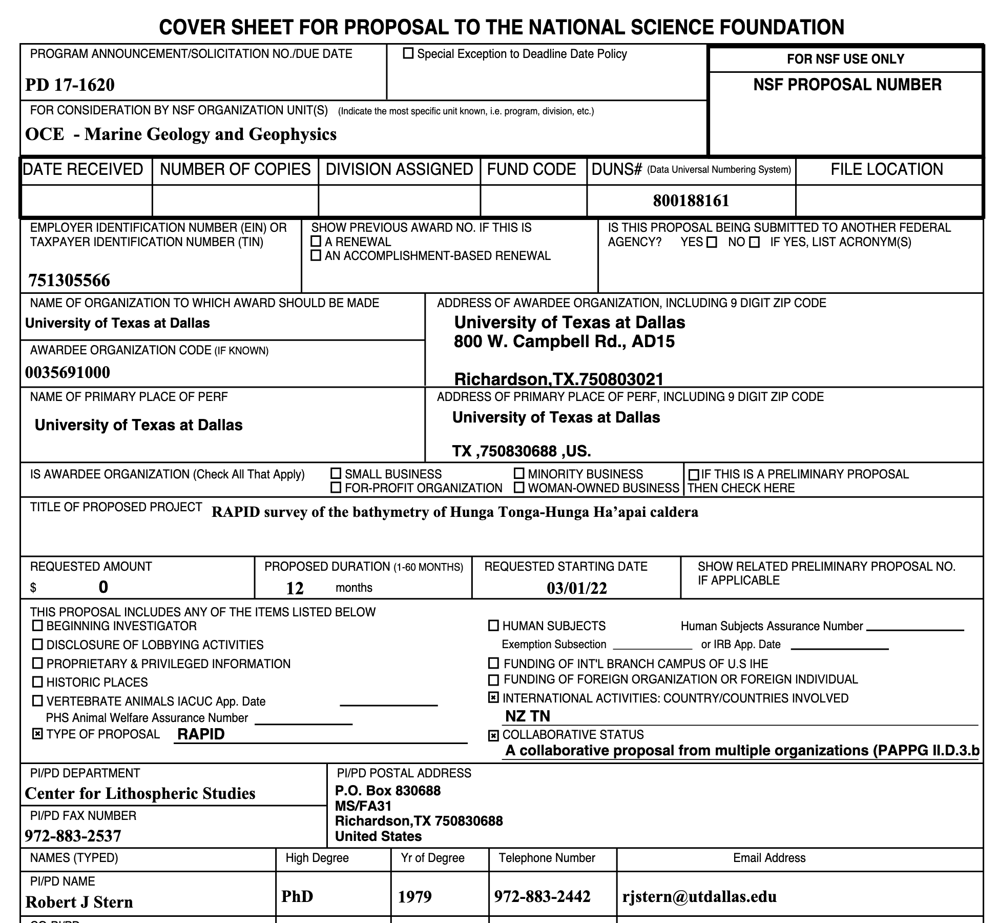 COVER SHEET FOR PROPOSAL TO THE NATIONAL SCIENCE FOUNDATION
PROGRAM ANNOUNCEMENT/SOLICITATION NO./DUE DATE
Special Exception to Deadline Date Policy
FOR NSF USE ONLY
NSF PROPOSAL NUMBER
PD 17-1620
FOR CONSIDERATION BY NSF ORGANIZATION UNIT(S) (Indicate the most specific unit known, i.e. program, division, etc.)
OCE - Marine Geology and Geophysics
DATE RECEIVED NUMBER OF COPIES DIVISION ASSIGNED FUND CODE DUNS# (Data Universal Numbering System) FILE LOCATION
800188161
EMPLOYER IDENTIFICATION NUMBER (EIN) OR
TAXPAYER IDENTIFICATION NUMBER (TIN)
751305566
SHOW PREVIOUS AWARD NO. IF THIS IS
A RENEWAL
AN ACCOMPLISHMENT-BASED RENEWAL
IS THIS PROPOSAL BEING SUBMITTED TO ANOTHER FEDERAL
AGENCY? YES NO IF YES, LIST ACRONYM(S)
NAME OF ORGANIZATION TO WHICH AWARD SHOULD BE MADE
University of Texas at Dallas
AWARDEE ORGANIZATION CODE (IF KNOWN)
0035691000
ADDRESS OF AWARDEE ORGANIZATION, INCLUDING 9 DIGIT ZIP CODE
University of Texas at Dallas
800 W. Campbell Rd., AD15
Richardson,TX.750803021
NAME OF PRIMARY PLACE OF PERF
University of Texas at Dallas
ADDRESS OF PRIMARY PLACE OF PERF, INCLUDING 9 DIGIT ZIP CODE
University of Texas at Dallas
TX ,750830688 ,US.
IS AWARDEE ORGANIZATION (Check All That Apply)
SMALL BUSINESS
FOR-PROFIT ORGANIZATION
MINORITY BUSINESS
WOMAN-OWNED BUSINESS
IF THIS IS A PRELIMINARY PROPOSAL
THEN CHECK HERE
TITLE OF PROPOSED PROJECT RAPID survey of the bathymetry of Hunga Tonga-Hunga Ha’apai caldera
REQUESTED AMOUNT
$ 0
PROPOSED DURATION (1-60 MONTHS)
12 months
REQUESTED STARTING DATE
03/01/22
SHOW RELATED PRELIMINARY PROPOSAL NO.
IF APPLICABLE
THIS PROPOSAL INCLUDES ANY OF THE ITEMS LISTED BELOW
BEGINNING INVESTIGATOR
DISCLOSURE OF LOBBYING ACTIVITIES
PROPRIETARY & PRIVILEGED INFORMATION
HISTORIC PLACES
VERTEBRATE ANIMALS IACUC App. Date
PHS Animal Welfare Assurance Number
TYPE OF PROPOSAL RAPID
HUMAN SUBJECTS Human Subjects Assurance Number
Exemption Subsection or IRB App. Date
FUNDING OF INT'L BRANCH CAMPUS OF U.S IHE
FUNDING OF FOREIGN ORGANIZATION OR FOREIGN INDIVIDUAL
INTERNATIONAL ACTIVITIES: COUNTRY/COUNTRIES INVOLVED
NZ TN
COLLABORATIVE STATUS
A collaborative proposal from multiple organizations (PAPPG II.D.3.b
PI/PD DEPARTMENT
Center for Lithospheric Studies
PI/PD FAX NUMBER
972-883-2537
PI/PD POSTAL ADDRESS
P.O. Box 830688
MS/FA31
Richardson,TX 750830688
United States
NAMES (TYPED) High Degree Yr of Degree Telephone Number Email Address
PI/PD NAME
Robert J Stern PhD 1979 972-883-2442 rjstern@utdallas.edu